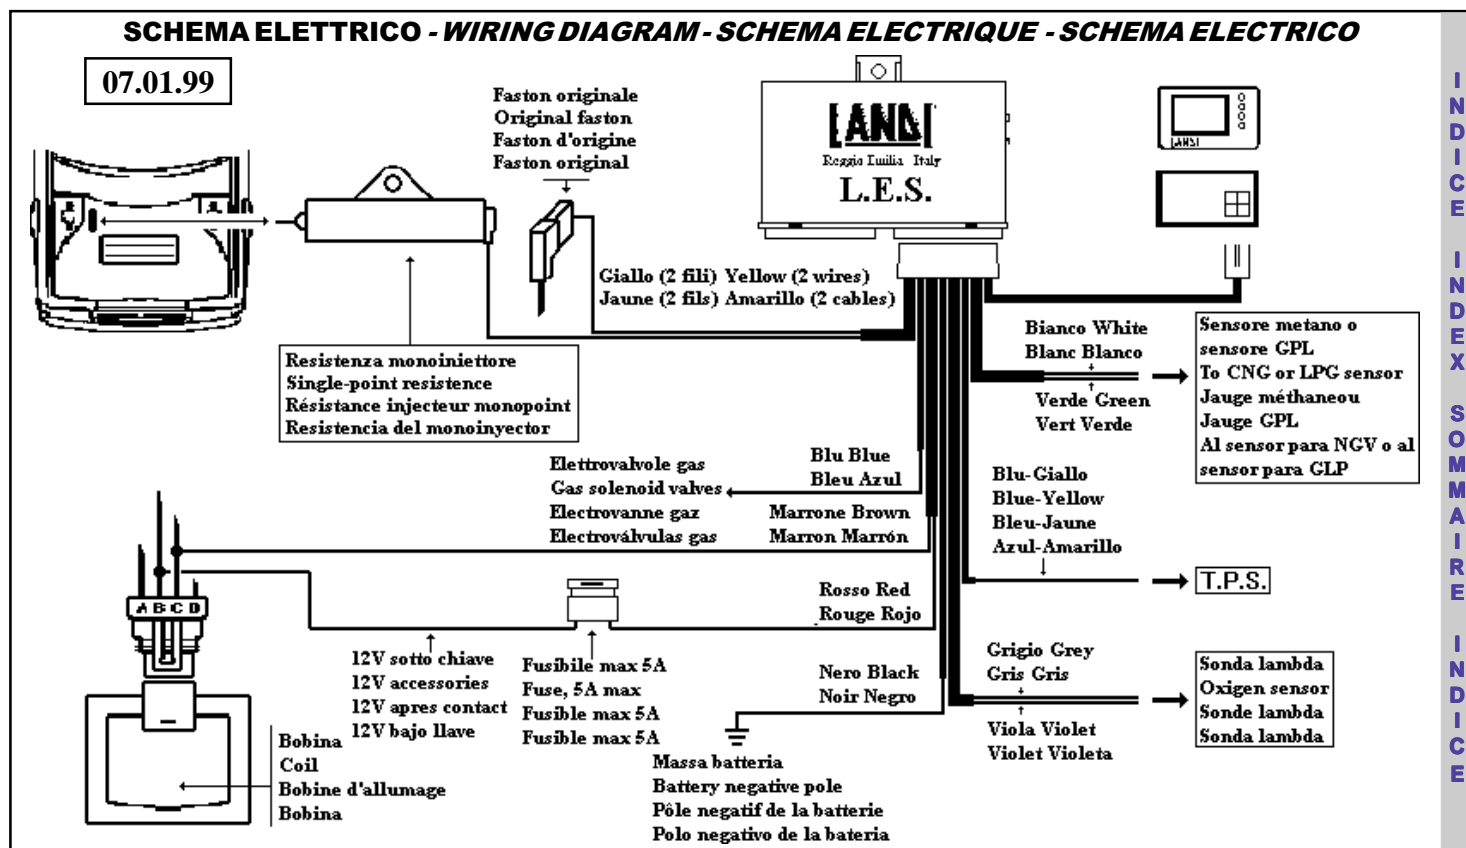 SCHEMA ELETTRICO - WIRING DIAGRAM - SCHEMA ELECTRIQUE - SCHEMA ELECTRICO
07.01.99
Faston originale
Original faston
Faston d'origine
Faston original
LANDI
Reggio Emilia Italy
L.E.S.
LANDI
Giallo (2 fili) Yellow (2 wires)
Jaune (2 fils) Amarillo (2 cables)
Resistenza monoiniettore
Single-point resistence
Résistance injecteur monopoint
Resistencia del monoinyector
Bianco White
Blanc Blanco
Verde Green
Vert Verde
Sensore metano o
sensore GPL
To CNG or LPG sensor
Jauge méthaneou
Jauge GPL
Al sensor para NGV o al
sensor para GLP
Elettrovalvole gas
Gas solenoid valves
Electrovanne gaz
Electroválvulas gas
Blu Blue
Bleu Azul
Marrone Brown
Marron Marrón
Blu-Giallo
Blue-Yellow
Bleu-Jaune
Azul-Amarillo
T.P.S.
A B C D
Rosso Red
Rouge Rojo
12V sotto chiave
12V accessories
12V apres contact
12V bajo llave
Fusibile max 5A
Fuse, 5A max
Fusible max 5A
Fusible max 5A
Nero Black
Noir Negro
Grigio Grey
Gris Gris
Viola Violet
Violet Violeta
Sonda lambda
Oxigen sensor
Sonde lambda
Sonda lambda
Bobina
Coil
Bobine d'allumage
Bobina
Massa batteria
Battery negative pole
Pôle negatif de la batterie
Polo negativo de la bateria
INDICE INDEX SOMMAIRE INDICE